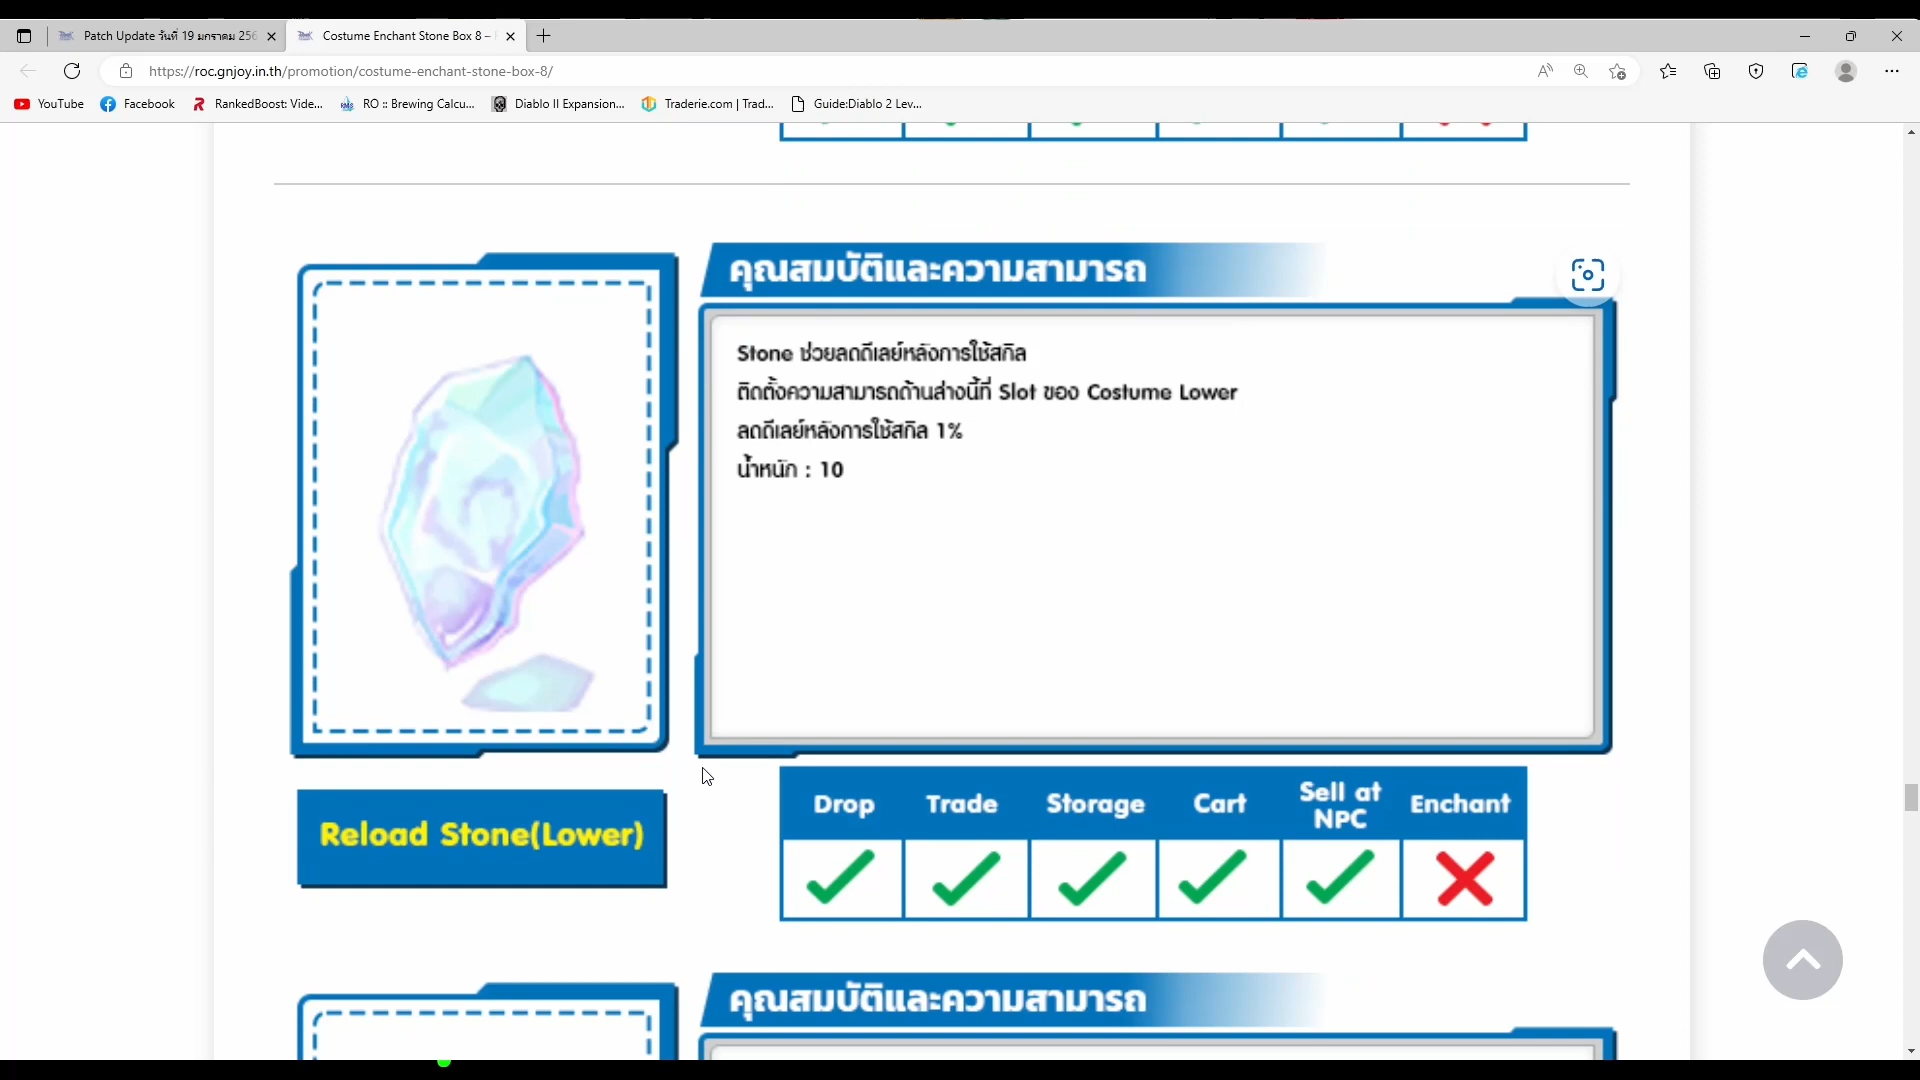 Patch Update วันที่ 19 มกราคม 256
Costume Enchant Stone Box 8 –
https://roc.gnjoy.in.th/promotion/costume-enchant-stone-box-8/
YouTube
Facebook
RankedBoost: Vide...
RO :: Brewing Calcu...
Diablo II Expansion...
Traderie.com | Trad...
Guide:Diablo 2 Lev...
คุณสมบัติและความสามารถ
Stone ช่วยลดดีเลย์หลังการใช้สกิล
ติดตั้งความสามารถด้านล่างนี้ที่ Slot ของ Costume Lower
ลดดีเลย์หลังการใช้สกิล 1%
น้ำหนัก : 10
Reload Stone(Lower)
Drop
Trade
Storage
Cart
Sell at
NPC
Enchant
คุณสมบัติและความสามารถ